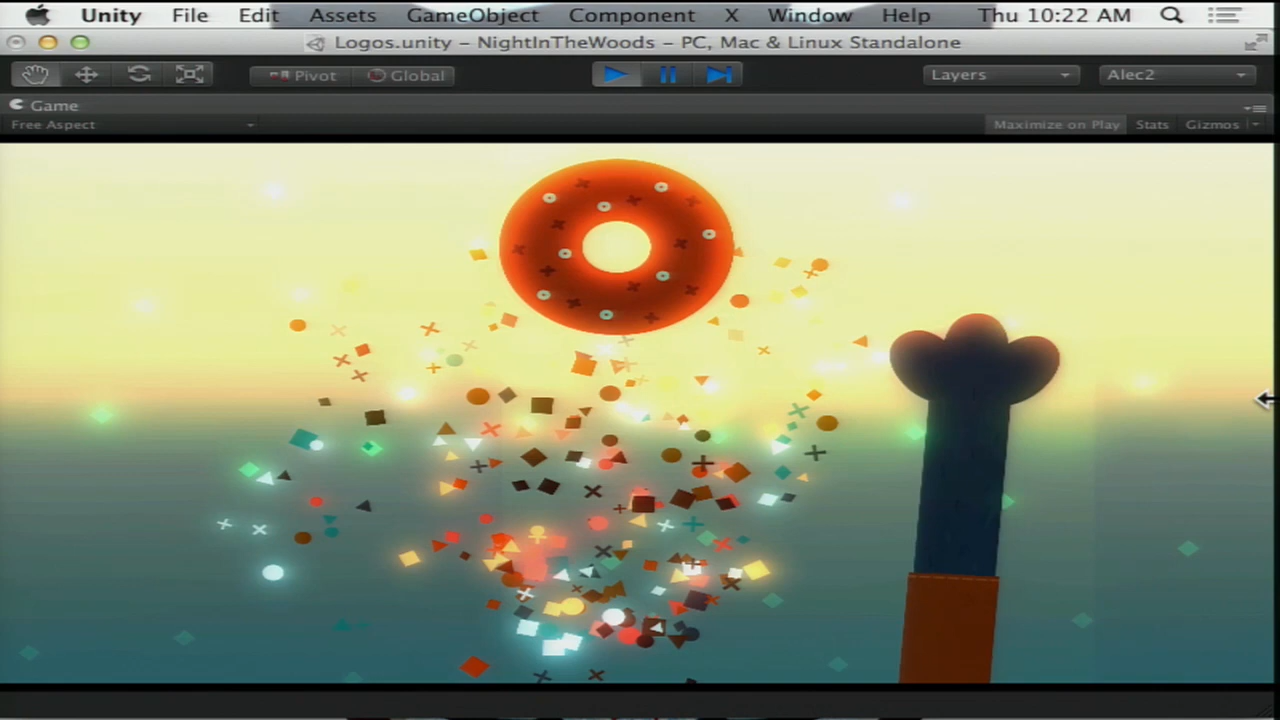 Unity File Edit Assets GameObject Component X Window Help Thu 10:22 AM
Logos.unity – NightInTheWoods – PC, Mac & Linux Standalone
Pivot Global Layers Alec2
Game
Free Aspect Maximize on Play Stats Gizmos